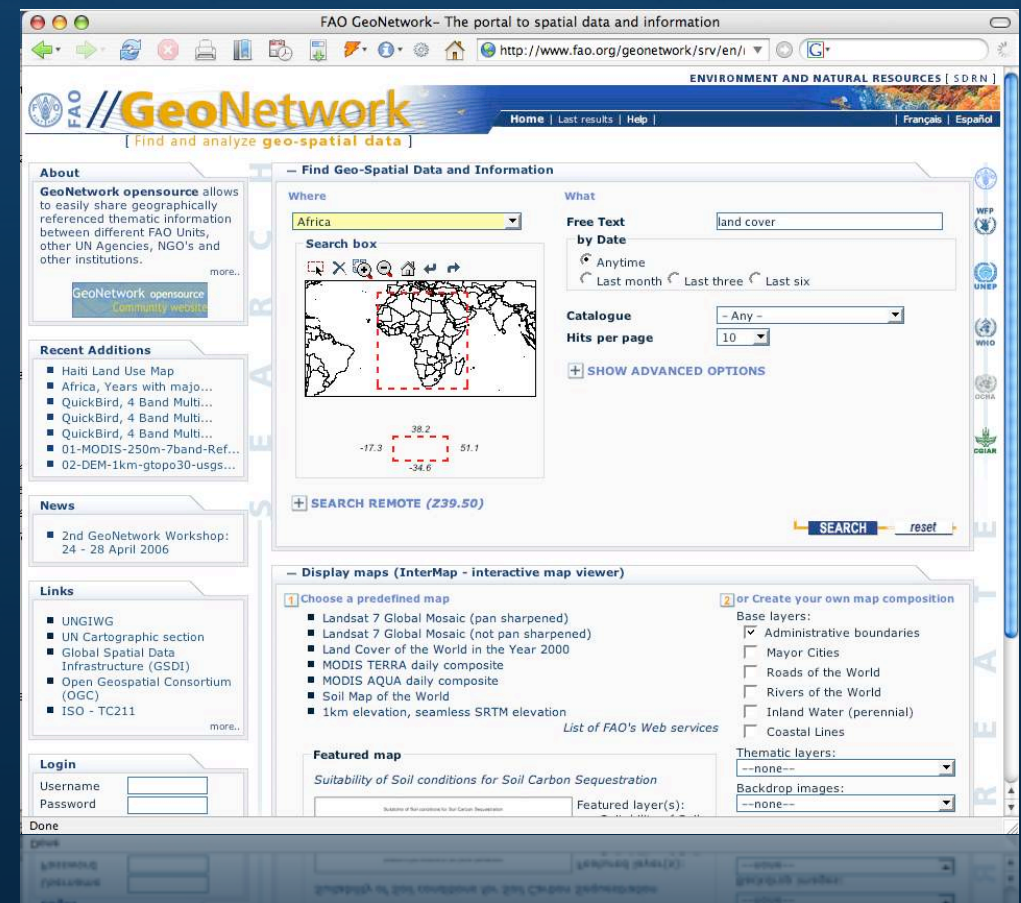 FAO GeoNetwork– The portal to spatial data and information
http://www.fao.org/geonetwork/srv/en/
G
ENVIRONMENT AND NATURAL RESOURCES [ SDRN ]
FAO //GeoNetwork
[ Find and analyze geo-spatial data ]
Home | Last results | Help |
| Français | Español
About
GeoNetwork opensource allows
to easily share geographically
referenced thematic information
between different FAO Units,
other UN Agencies, NGO's and
other institutions.
more..
GeoNetwork opensource
Community website
Recent Additions
Haiti Land Use Map
Africa, Years with majo...
QuickBird, 4 Band Multi...
QuickBird, 4 Band Multi...
QuickBird, 4 Band Multi...
01-MODIS-250m-7band-Ref...
02-DEM-1km-gtopo30-usgs...
News
2nd GeoNetwork Workshop:
24 - 28 April 2006
Links
UNGIWG
UN Cartographic section
Global Spatial Data
Infrastructure (GSDI)
Open Geospatial Consortium
(OGC)
ISO - TC211
more..
Login
Username
Password
SEARCH
— Find Geo-Spatial Data and Information
Where
Africa
Search box
38.2
-17.3
51.1
-34.6
+ SEARCH REMOTE (Z39.50)
What
Free Text
land cover
by Date
Anytime
Last month
Last three
Last six
Catalogue
- Any -
Hits per page
10
+ SHOW ADVANCED OPTIONS
SEARCH
reset
WFP
UNEP
WHO
OCHA
CGIAR
— Display maps (InterMap - interactive map viewer)
1 Choose a predefined map
Landsat 7 Global Mosaic (pan sharpened)
Landsat 7 Global Mosaic (not pan sharpened)
Land Cover of the World in the Year 2000
MODIS TERRA daily composite
MODIS AQUA daily composite
Soil Map of the World
1km elevation, seamless SRTM elevation
List of FAO's Web services
Featured map
Suitability of Soil conditions for Soil Carbon Sequestration
Featured layer(s):
2 or Create your own map composition
Base layers:
Administrative boundaries
Mayor Cities
Roads of the World
Rivers of the World
Inland Water (perennial)
Coastal Lines
Thematic layers:
--none--
Backdrop images:
--none--
Done